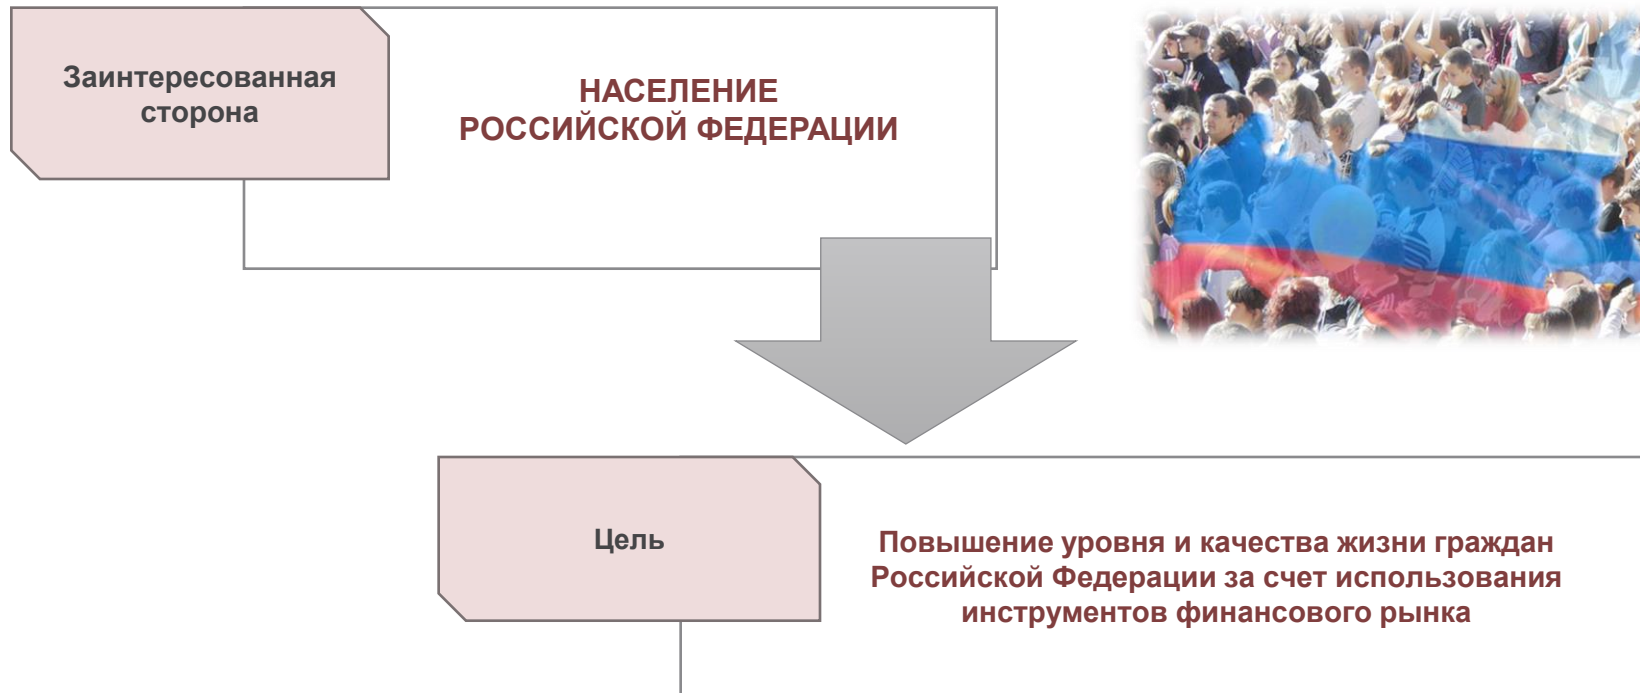 Заинтересованная
сторона
НАСЕЛЕНИЕ
РОССИЙСКОЙ ФЕДЕРАЦИИ
Цель
Повышение уровня и качества жизни граждан
Российской Федерации за счет использования
инструментов финансового рынка